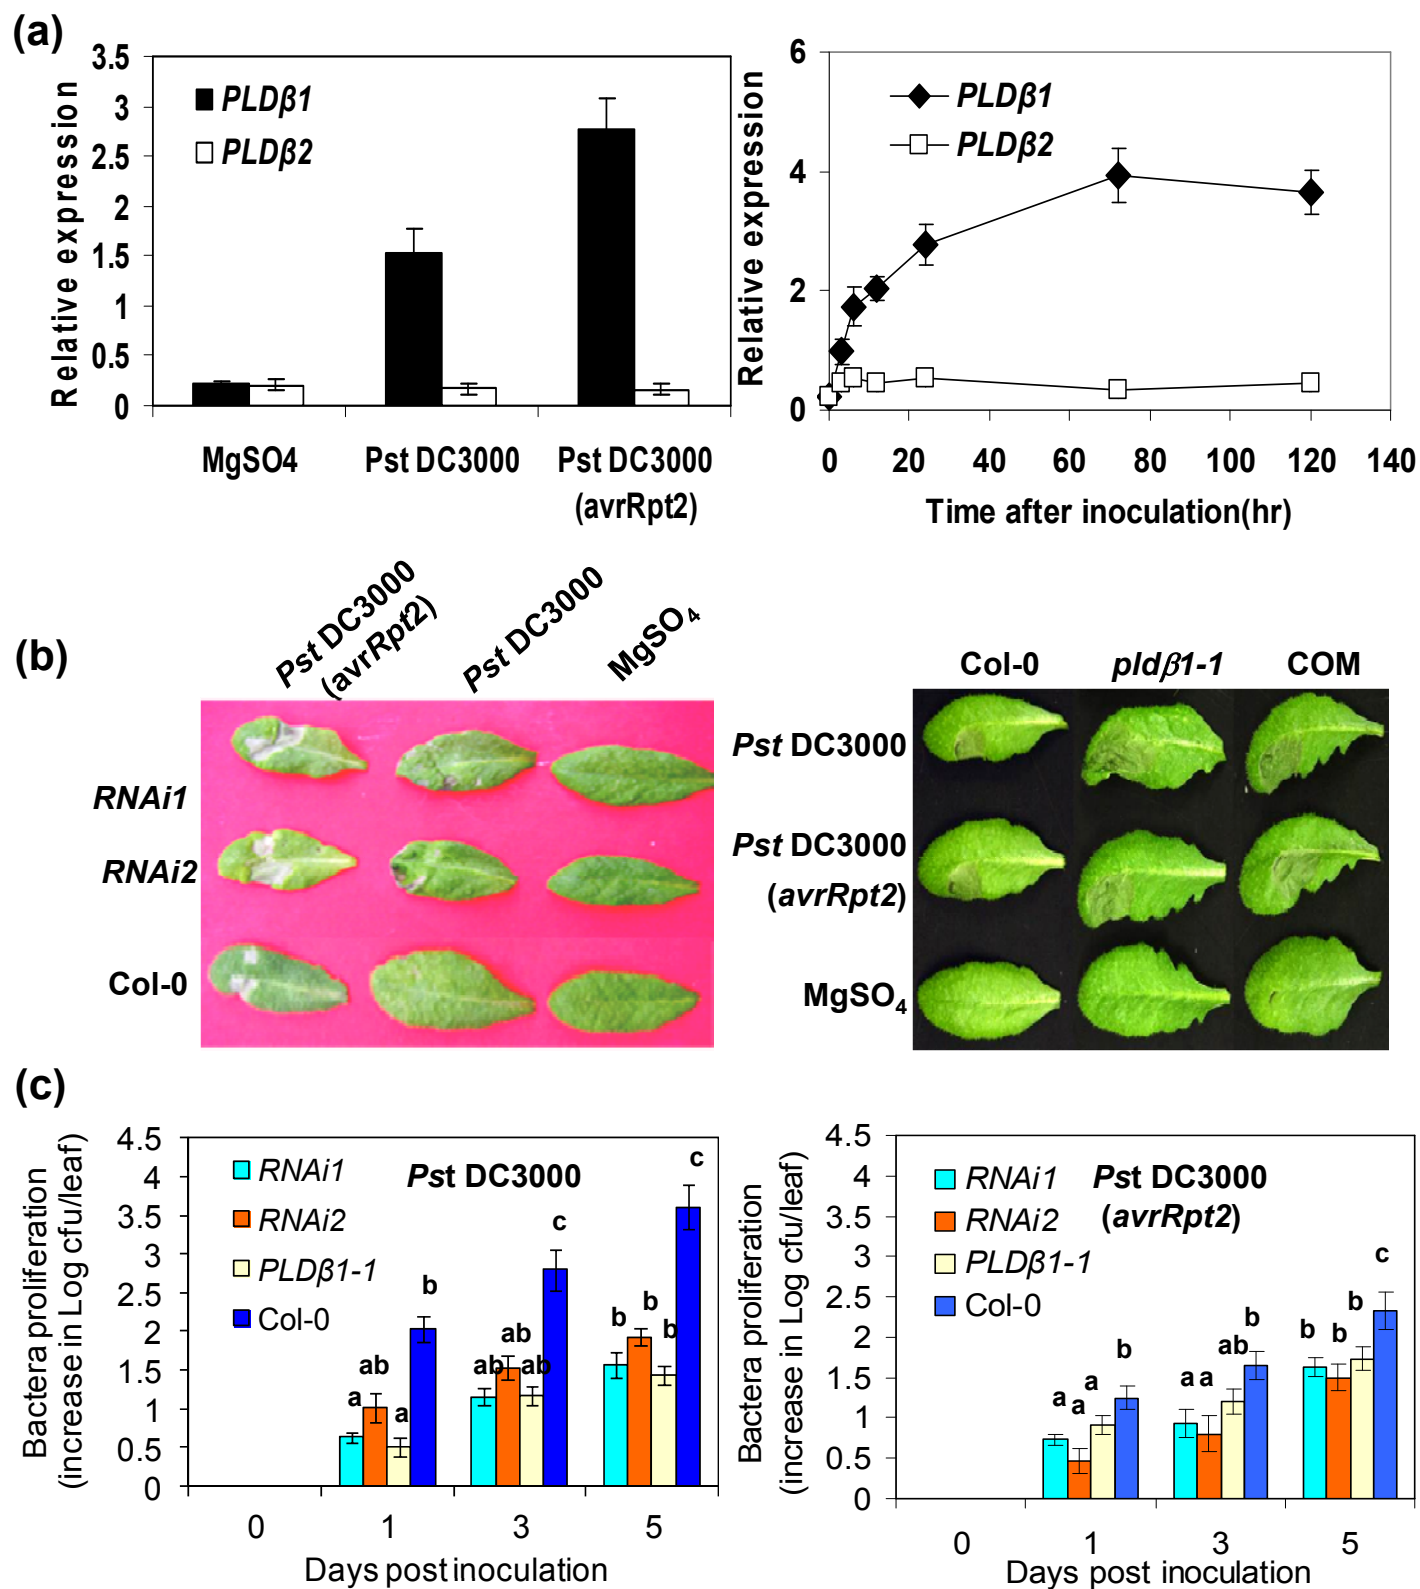 (a)
3.5
3
2.5
2
1.5
1
0.5
0
Relative expression
PLDβ1
PLDβ2
MgSO4
Pst DC3000
Pst DC3000
(avrRpt2)
6
4
2
0
Relative expression
PLDβ1
PLDβ2
0 20 40 60 80 100 120 140
Time after inoculation(hr)
(b)
Pst DC3000
(avrRpt2)
Pst DC3000
MgSO4
RNAi1
RNAi2
Col-0
Col-0 pldβ1-1 COM
Pst DC3000
Pst DC3000
(avrRpt2)
MgSO4
(c)
Bactera proliferation
(increase in Log cfu/leaf)
4.5
4
3.5
3
2.5
2
1.5
1
0.5
0
RNAi1
RNAi2
PLDβ1-1
Col-0
Pst DC3000
a ab a b
ab ab ab c
b b b c
0 1 3 5
Days post inoculation
Bactera proliferation
(increase in Log cfu/leaf)
4.5
4
3.5
3
2.5
2
1.5
1
0.5
0
RNAi1
RNAi2
PLDβ1-1
Col-0
Pst DC3000
(avrRpt2)
a a a b
a a ab b
b b b c
0 1 3 5
Days post inoculation